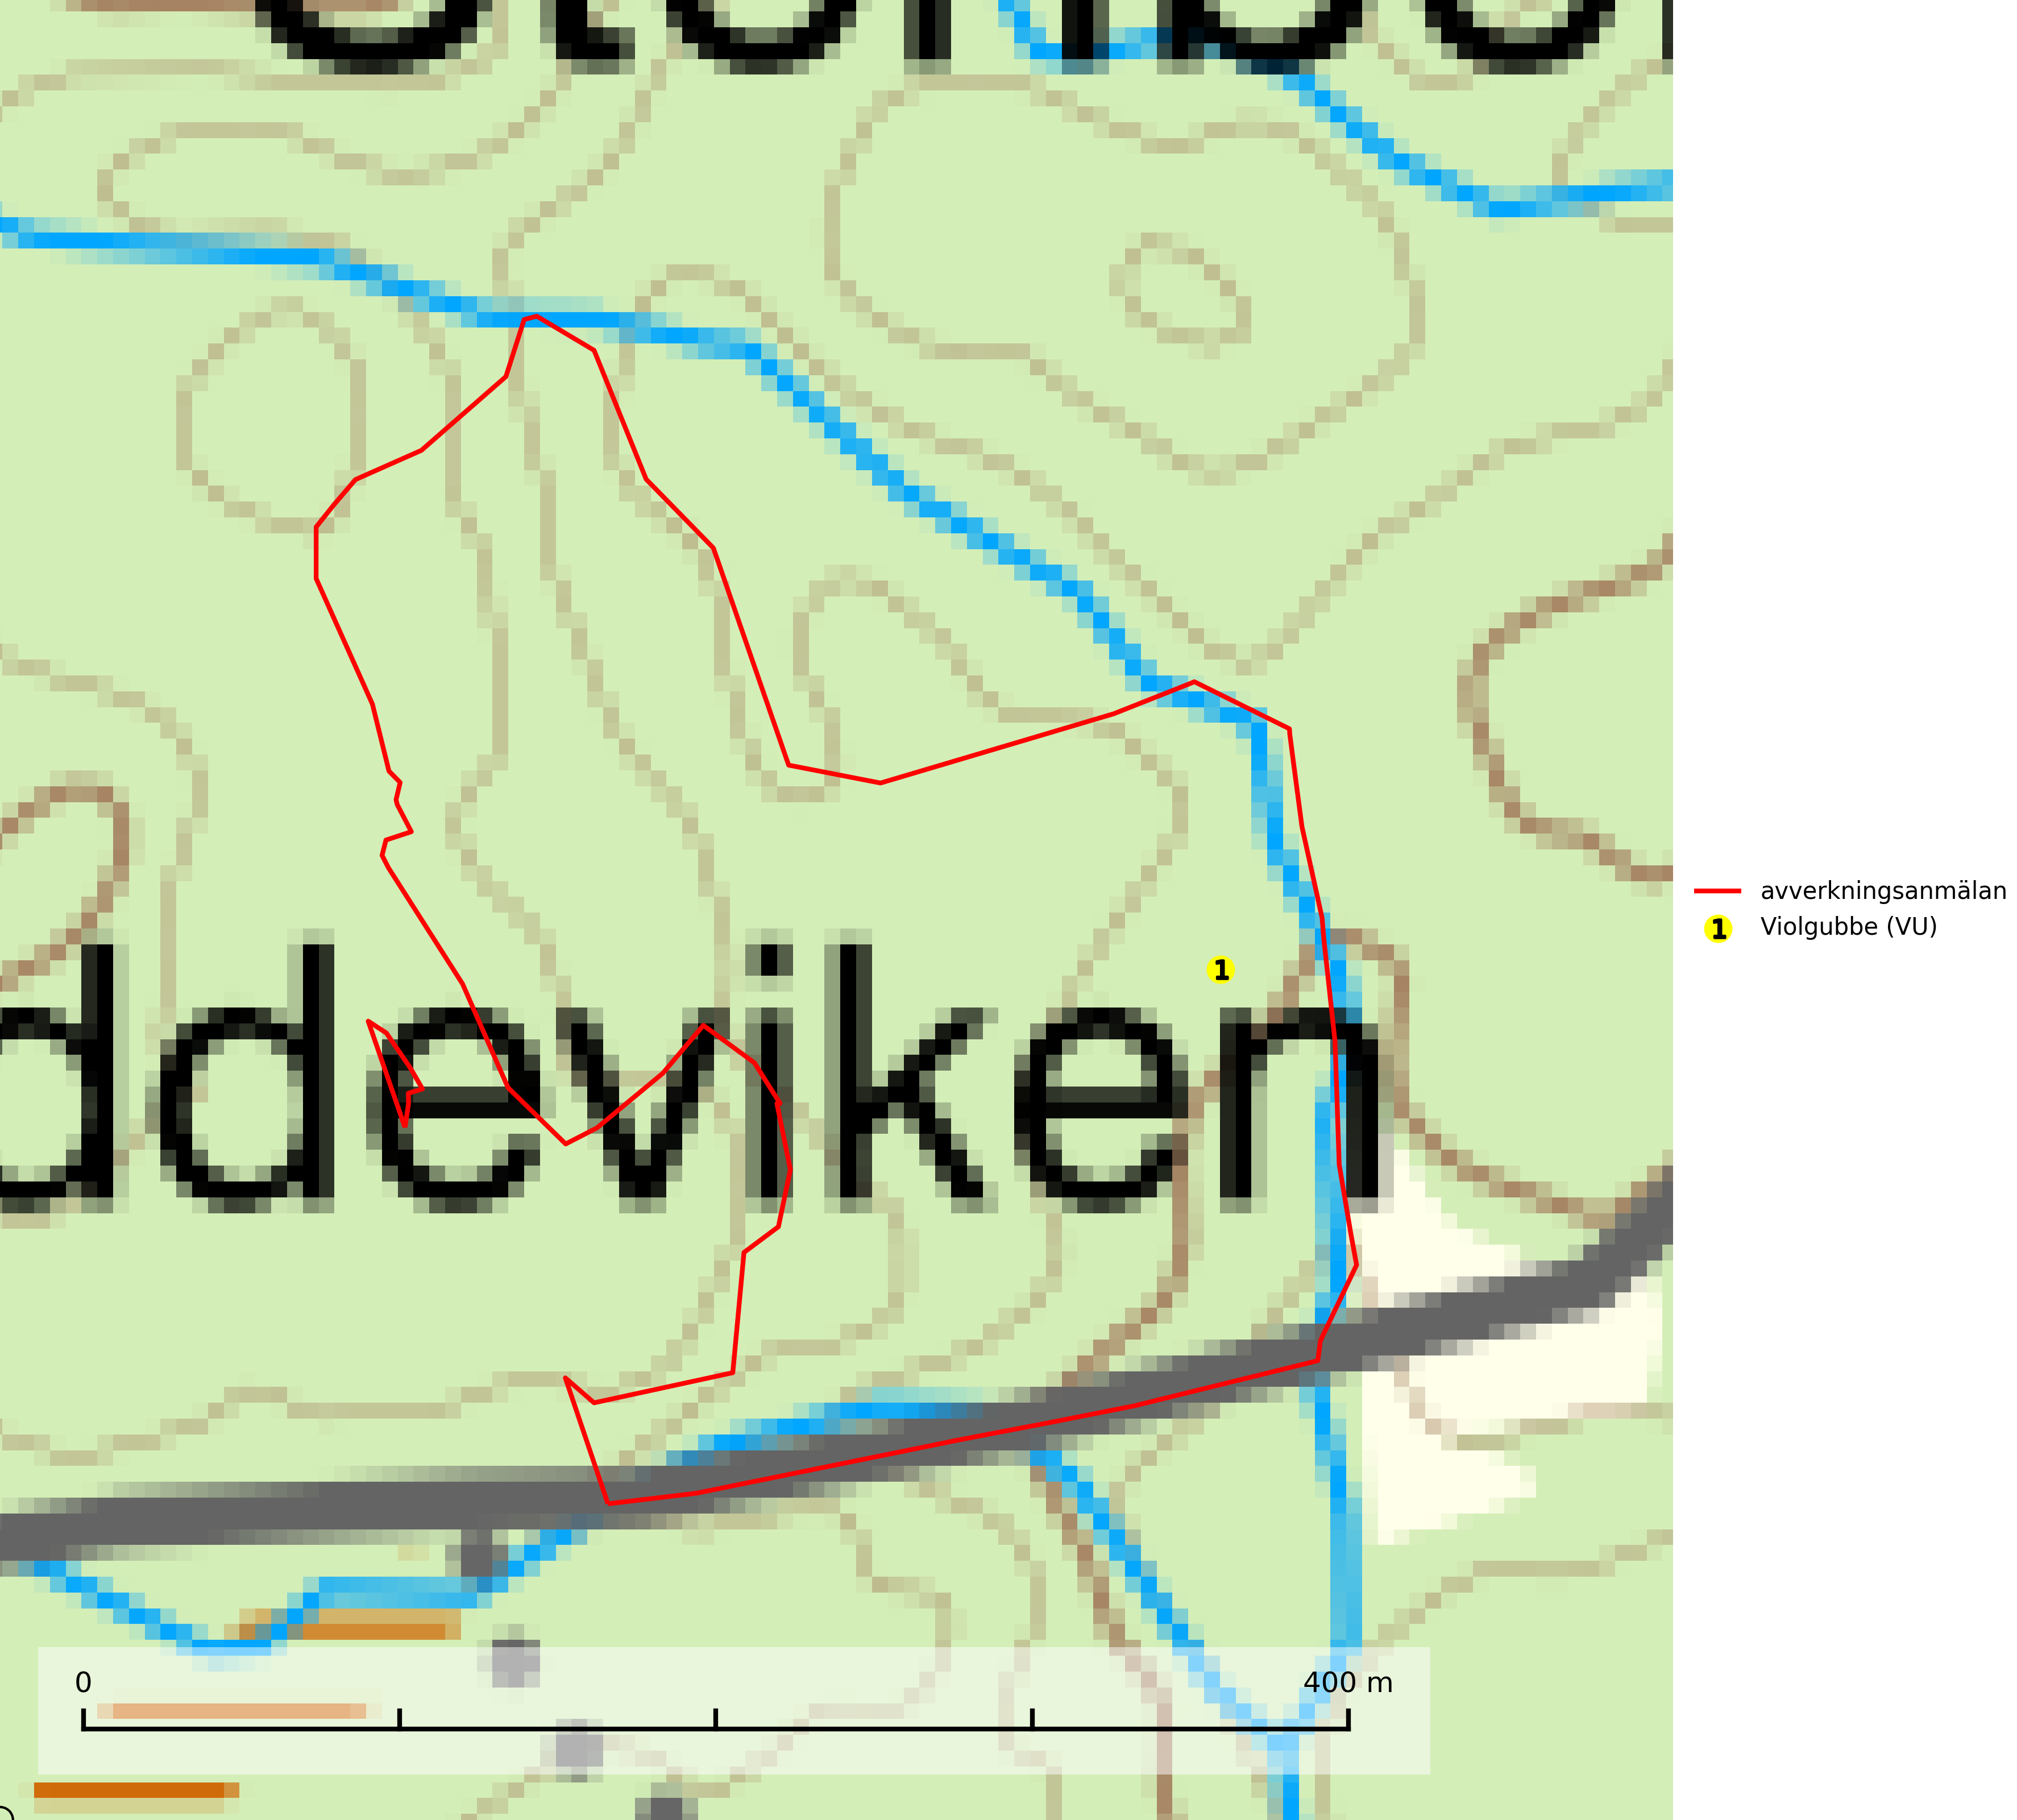 ddeviken
1
avverkningsanmälan
1 Violgubbe (VU)
0 400 m